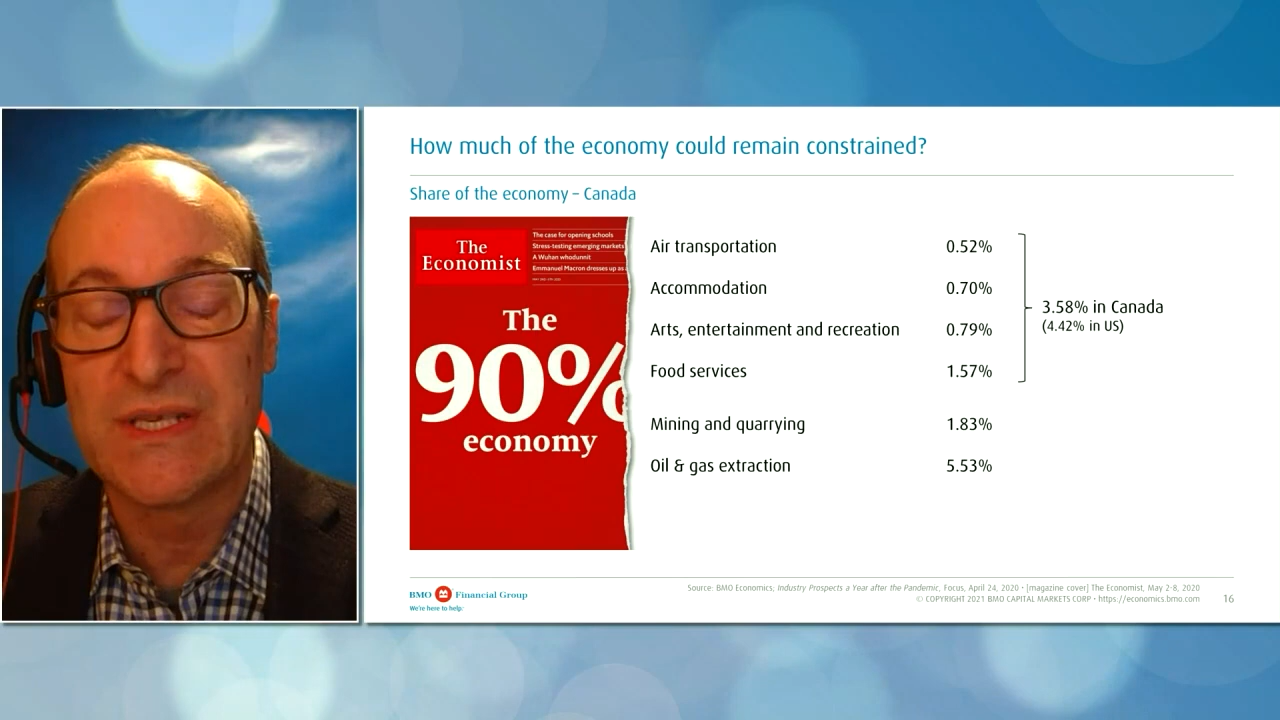 How much of the economy could remain constrained?
Share of the economy – Canada
The
Economist
The case for opening schools
Stress-testing emerging markets
A Wuhan whodunnit
Emmanuel Macron dresses up as
The
90%
economy
Air transportation 0.52%
Accommodation 0.70%
Arts, entertainment and recreation 0.79%
Food services 1.57%
3.58% in Canada
(4.42% in US)
Mining and quarrying 1.83%
Oil & gas extraction 5.53%
BMO Financial Group
We're here to help.
Source: BMO Economics; Industry Prospects a Year after the Pandemic, Focus, April 24, 2020 • [magazine cover] The Economist, May 2-8, 2020
© COPYRIGHT 2021 BMO CAPITAL MARKETS CORP • https://economics.bmo.com
16